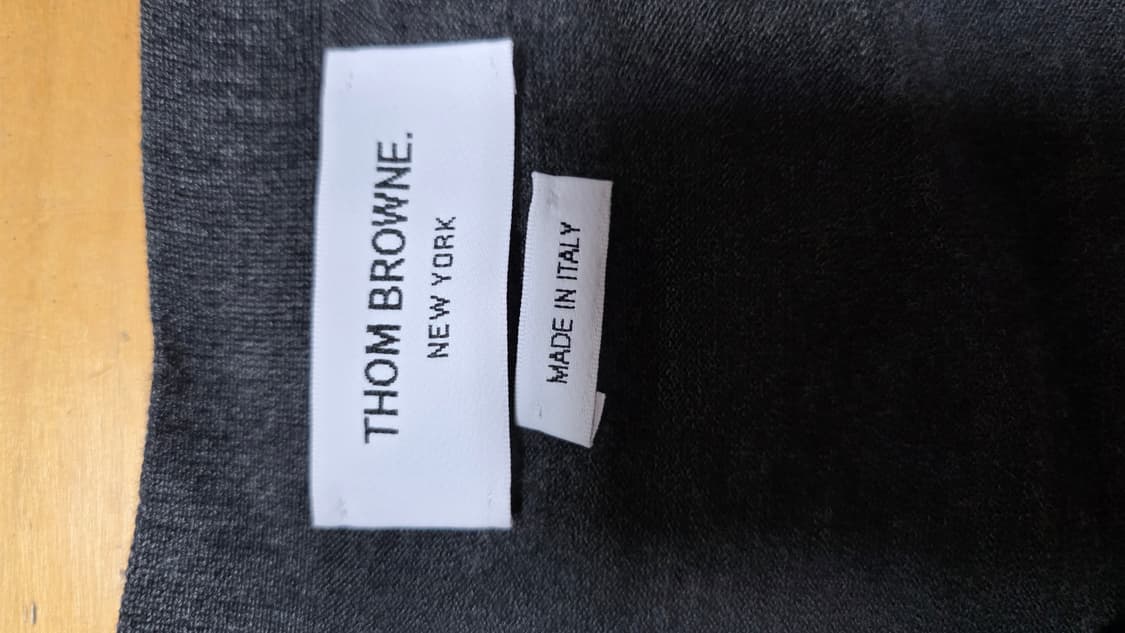 THOM BROWNE.
NEW YORK
MADE IN ITALY